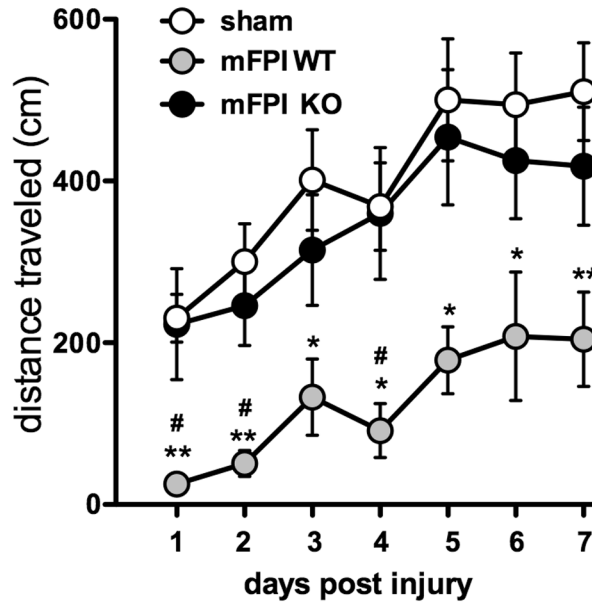 600
sham
mFPI WT
mFPI KO
distance traveled (cm)
400
200
*
**
*
#
*
*
#
**
#
**
0
1 2 3 4 5 6 7
days post injury